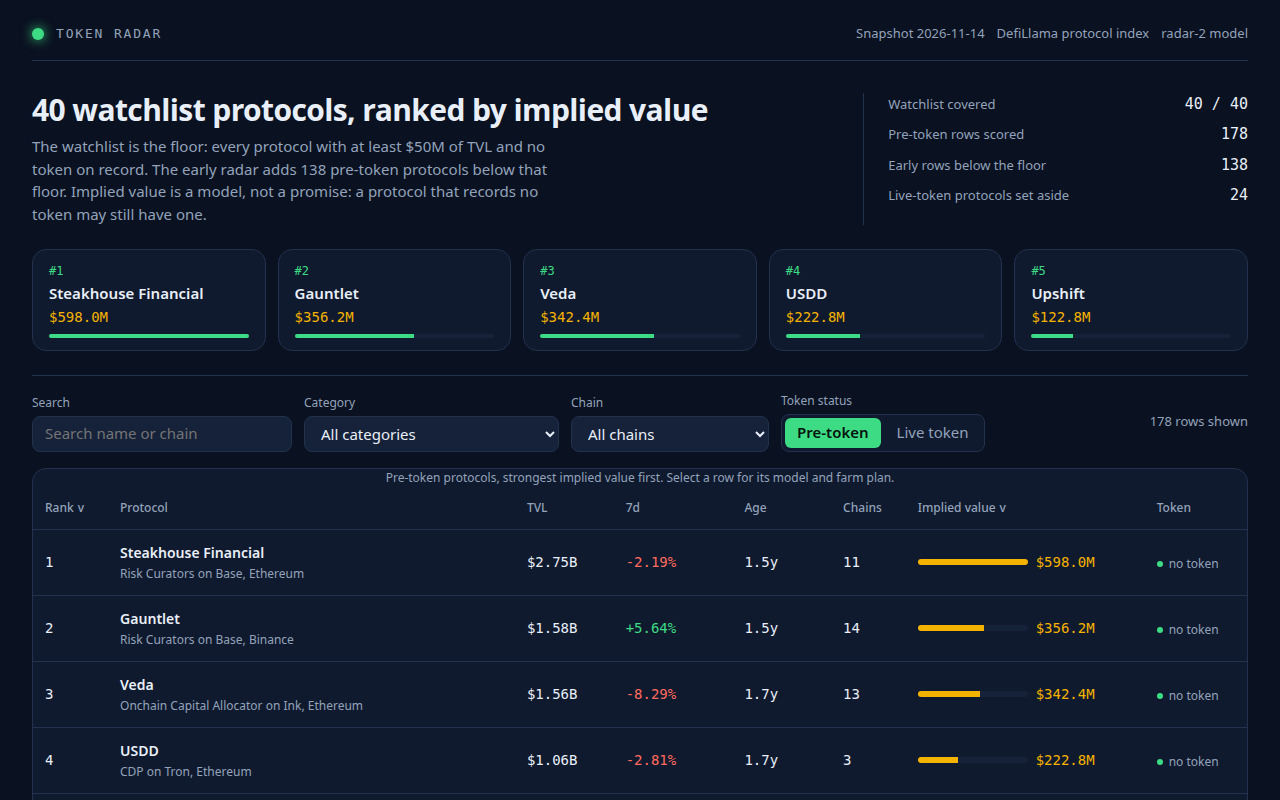 TOKEN RADAR
Snapshot 2026-11-14 DefiLlama protocol index radar-2 model
40 watchlist protocols, ranked by implied value
The watchlist is the floor: every protocol with at least $50M of TVL and no
token on record. The early radar adds 138 pre-token protocols below that
floor. Implied value is a model, not a promise: a protocol that records no
token may still have one.
Watchlist covered 40 / 40
Pre-token rows scored 178
Early rows below the floor 138
Live-token protocols set aside 24
#1
Steakhouse Financial
$598.0M
#2
Gauntlet
$356.2M
#3
Veda
$342.4M
#4
USDD
$222.8M
#5
Upshift
$122.8M
Search
Search name or chain
Category
All categories
Chain
All chains
Token status
Pre-token Live token
178 rows shown
Pre-token protocols, strongest implied value first. Select a row for its model and farm plan.
Rank v Protocol TVL 7d Age Chains Implied value v Token
1 Steakhouse Financial $2.75B -2.19% 1.5y 11 $598.0M no token
Risk Curators on Base, Ethereum
2 Gauntlet $1.58B +5.64% 1.5y 14 $356.2M no token
Risk Curators on Base, Binance
3 Veda $1.56B -8.29% 1.7y 13 $342.4M no token
Onchain Capital Allocator on Ink, Ethereum
4 USDD $1.06B -2.81% 1.7y 3 $222.8M no token
CDP on Tron, Ethereum